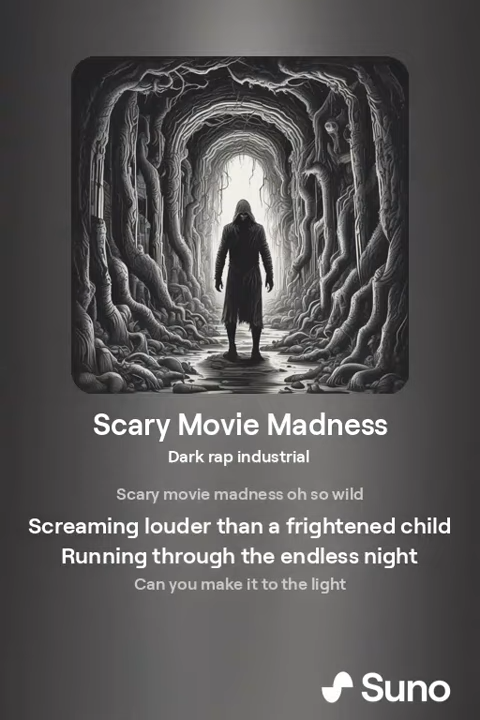 Scary Movie Madness
Dark rap industrial
Scary movie madness oh so wild
Screaming louder than a frightened child
Running through the endless night
Can you make it to the light
Suno